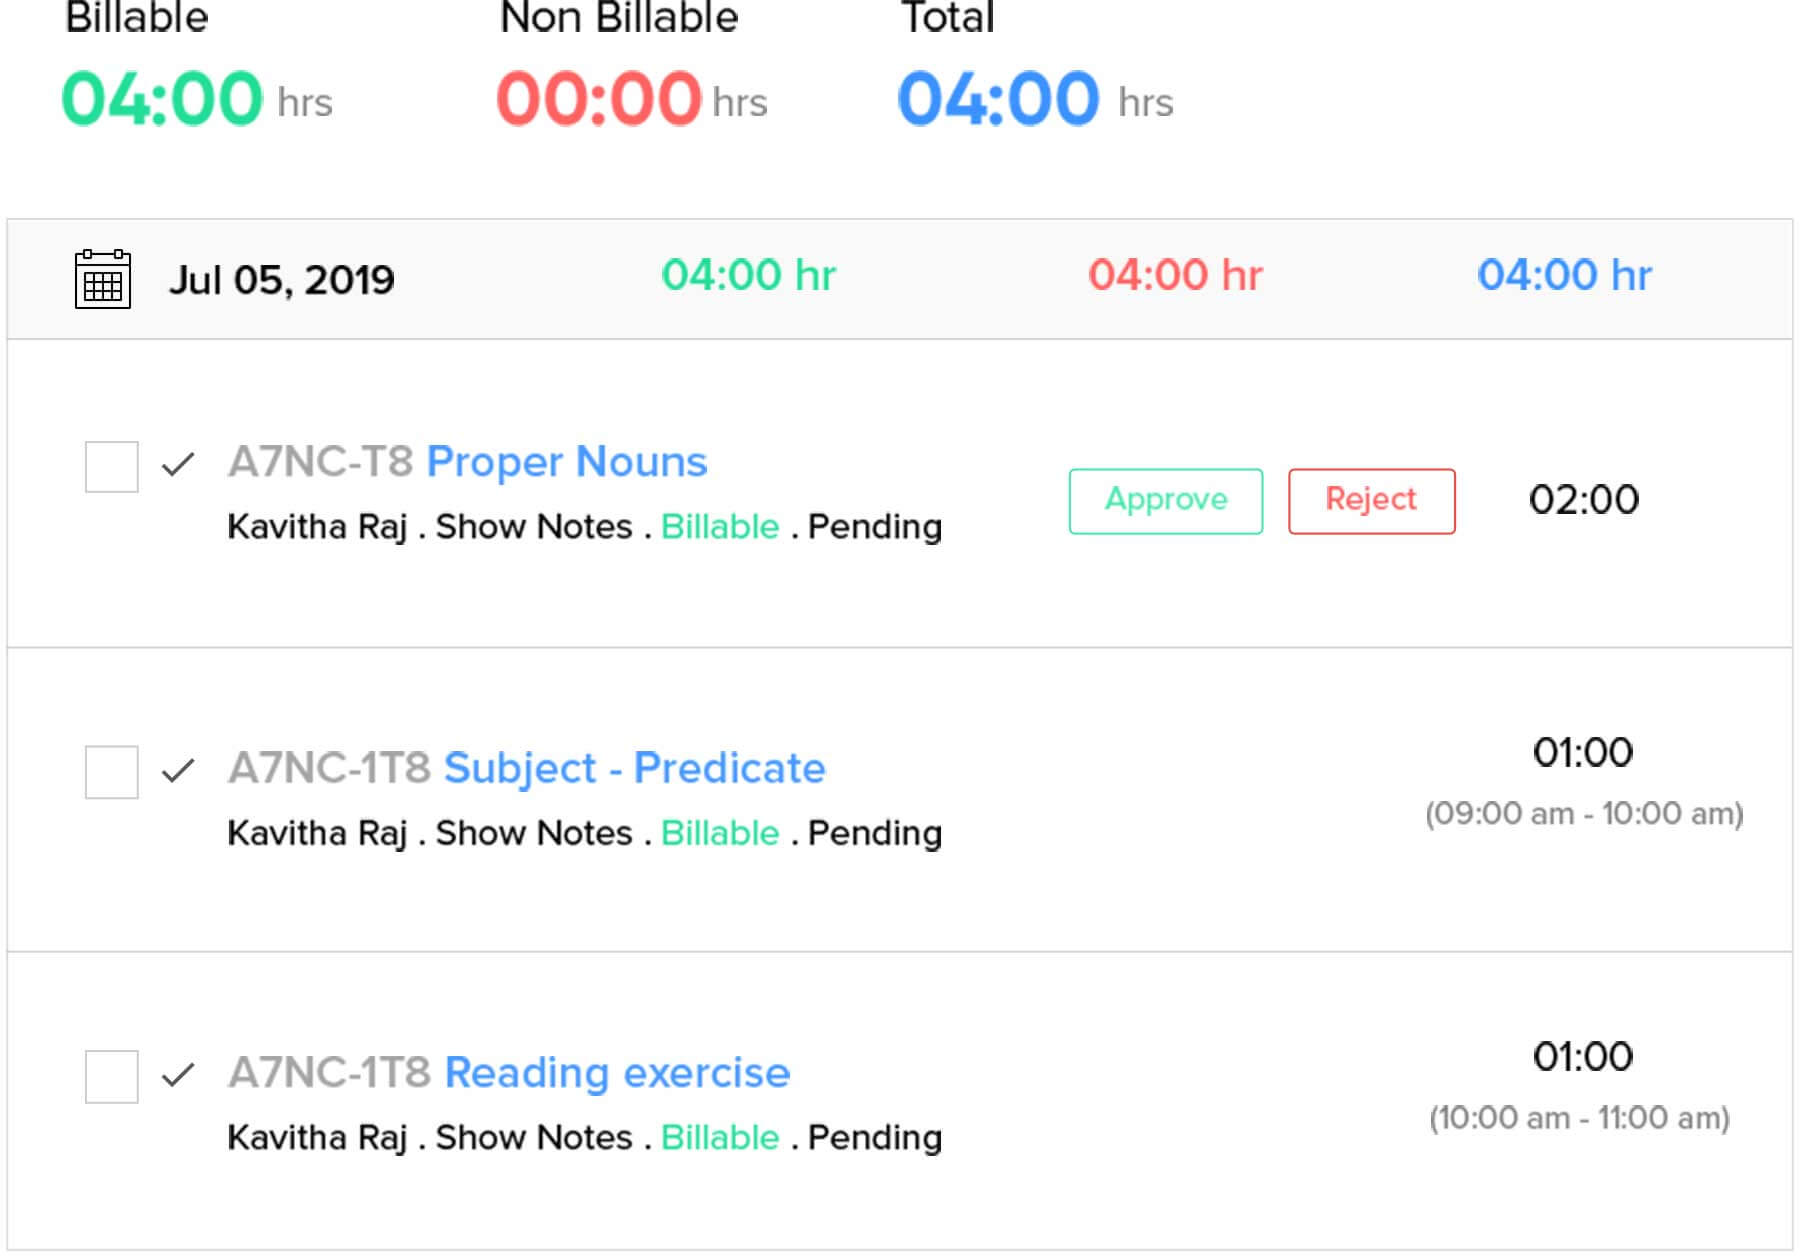 Billable Non Billable Total
04:00 hrs 00:00 hrs 04:00 hrs
Jul 05, 2019 04:00 hr 04:00 hr 04:00 hr
A7NC-T8 Proper Nouns
Kavitha Raj . Show Notes . Billable . Pending
Approve Reject 02:00
A7NC-1T8 Subject - Predicate
Kavitha Raj . Show Notes . Billable . Pending
01:00
(09:00 am - 10:00 am)
A7NC-1T8 Reading exercise
Kavitha Raj . Show Notes . Billable . Pending
01:00
(10:00 am - 11:00 am)